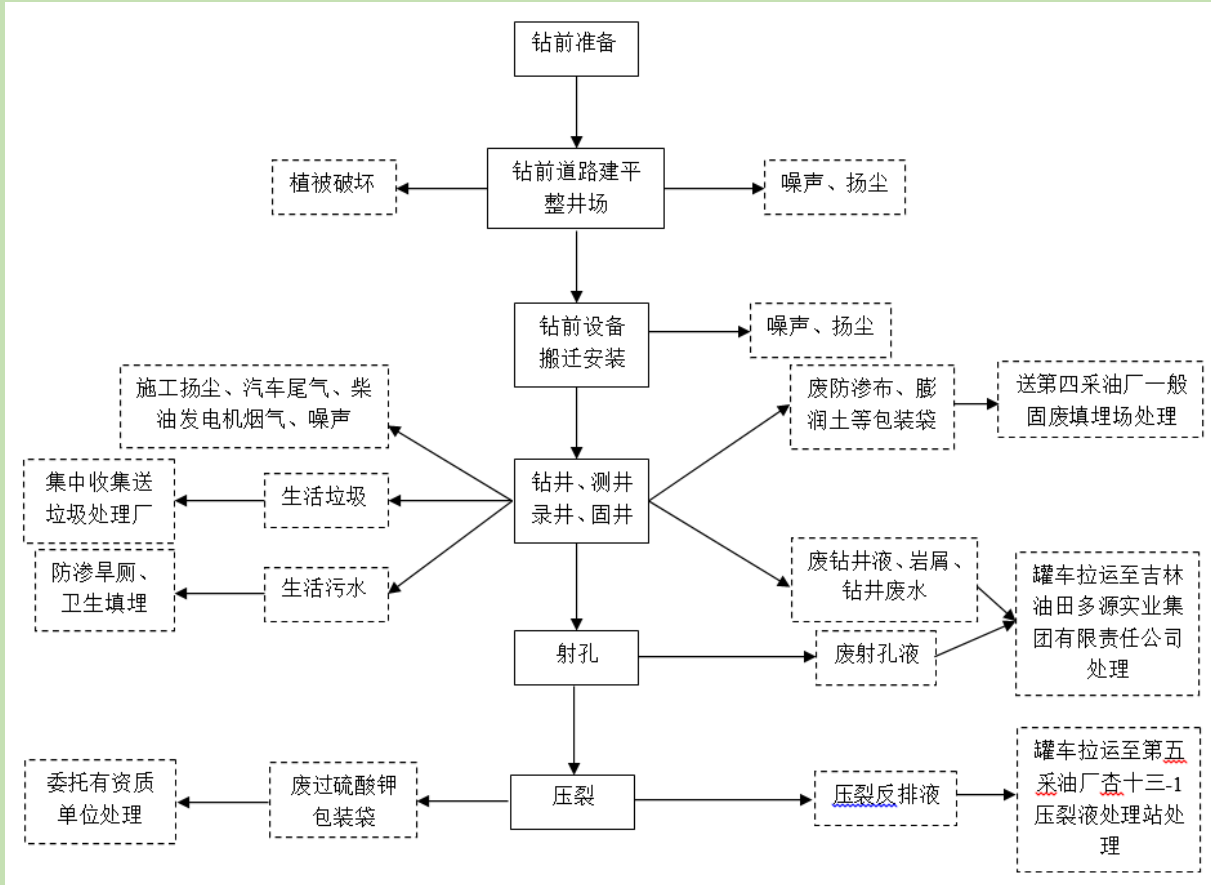 钻前准备
植被破坏
钻前道路建平
整井场
噪声、扬尘
钻前设备
搬迁安装
噪声、扬尘
施工扬尘、汽车尾气、柴
油发电机烟气、噪声
废防渗布、膨
润土等包装袋
送第四采油厂一般
固废填埋场处理
集中收集送
垃圾处理厂
生活垃圾
钻井、测井
录井、固井
防渗旱厕、
卫生填埋
生活污水
废钻井液、岩屑、
钻井废水
罐车拉运至吉林
油田多源实业集
团有限责任公司
处理
射孔
废射孔液
委托有资质
单位处理
废过硫酸钾
包装袋
压裂
压裂反排液
罐车拉运至第五
采油厂杏十三-1
压裂液处理站处
理